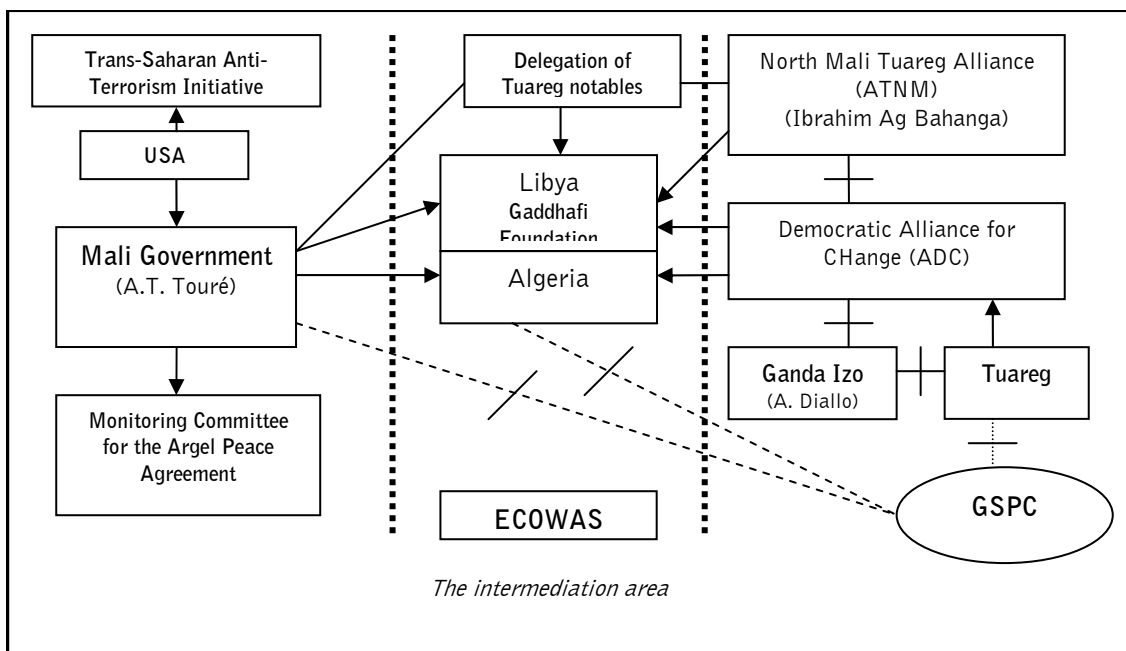 Trans-Saharan Anti-
Terrorism Initiative
USA
Mali Government
(A.T. Touré)
Monitoring Committee
for the Argel Peace
Agreement
Delegation of
Tuareg notables
Libya
Gaddhafi
Foundation
Algeria
ECOWAS
The intermediation area
North Mali Tuareg Alliance
(ATNM)
(Ibrahim Ag Bahanga)
Democratic Alliance for
CHange (ADC)
Ganda Izo
(A. Diallo)
Tuareg
GSPC